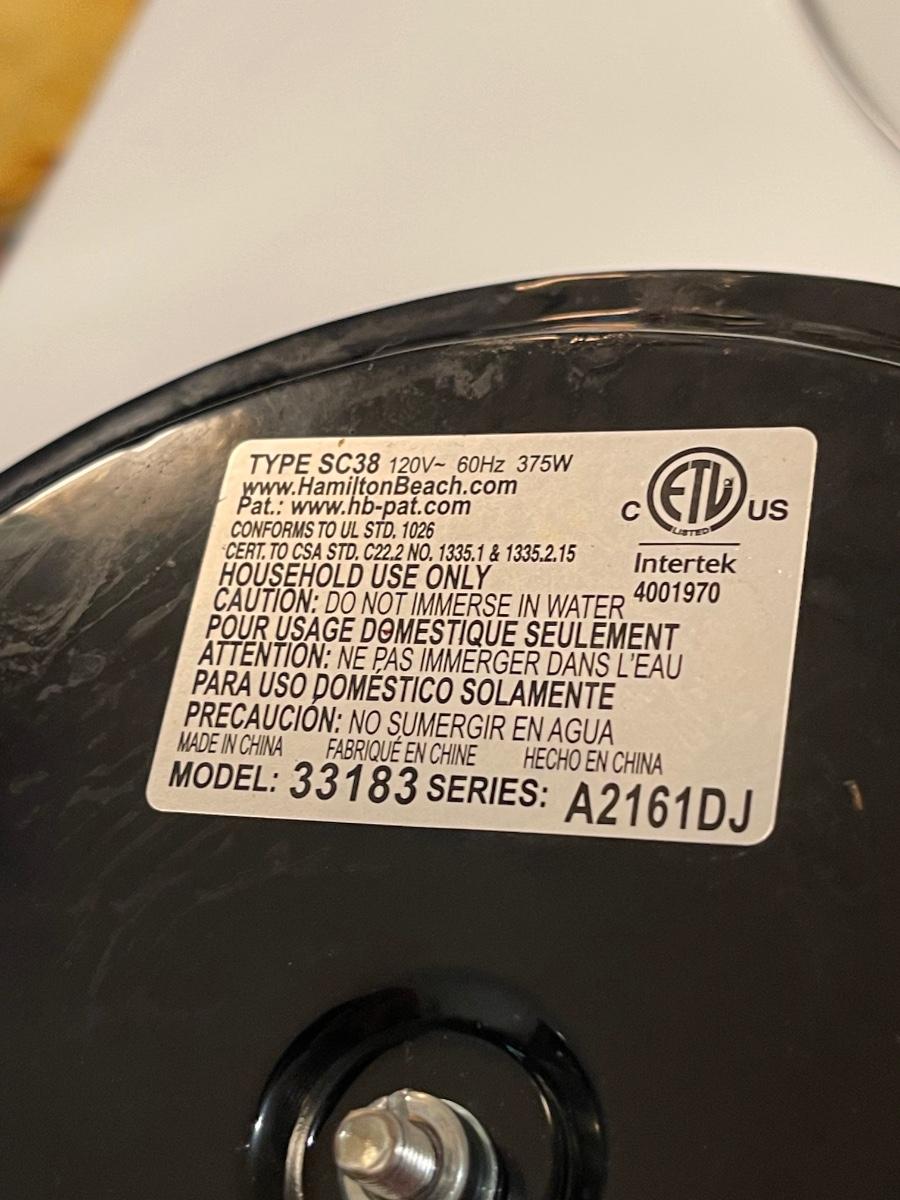 TYPE SC38 120V~ 60Hz 375W
www.HamiltonBeach.com
Pat.: www.hb-pat.com
CONFORMS TO UL STD. 1026
CERT. TO CSA STD. C22.2 NO. 1335.1 & 1335.2.15
HOUSEHOLD USE ONLY
CAUTION: DO NOT IMMERSE IN WATER
POUR USAGE DOMESTIQUE SEULEMENT
ATTENTION: NE PAS IMMERGER DANS L'EAU
PARA USO DOMÉSTICO SOLAMENTE
PRECAUCIÓN: NO SUMERGIR EN AGUA
MADE IN CHINA FABRIQUÉ EN CHINE HECHO EN CHINA
MODEL: 33183 SERIES: A2161DJ
C ETL US
LISTED
Intertek
4001970